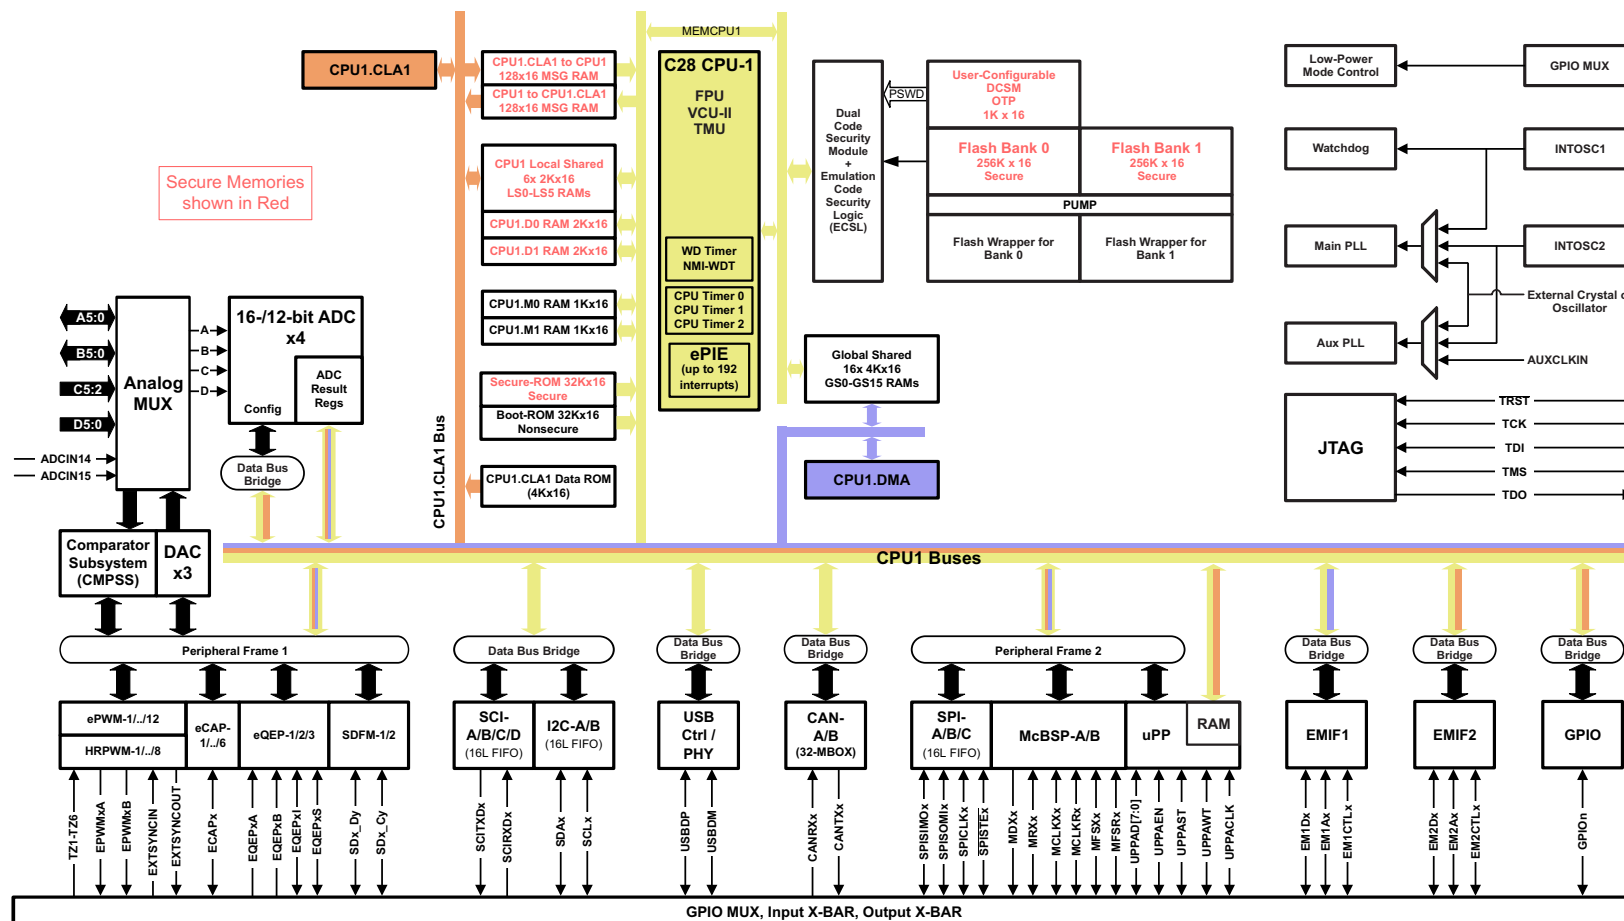 MEMCPU1
CPU1.CLA1
CPU1.CLA1 to CPU1
128x16 MSG RAM
CPU1 to CPU1.CLA1
128x16 MSG RAM
CPU1 Local Shared
6x 2Kx16
LS0-LS5 RAMs
CPU1.D0 RAM 2Kx16
CPU1.D1 RAM 2Kx16
CPU1.M0 RAM 1Kx16
CPU1.M1 RAM 1Kx16
Secure-ROM 32Kx16
Secure
Boot-ROM 32Kx16
Nonsecure
CPU1.CLA1 Data ROM
(4Kx16)
CPU1.CLA1 Bus
C28 CPU-1
FPU
VCU-II
TMU
WD Timer
NMI-WDT
CPU Timer 0
CPU Timer 1
CPU Timer 2
ePIE
(up to 192
interrupts)
Dual
Code
Security
Module
+
Emulation
Code
Security
Logic
(ECSL)
PSWD
User-Configurable
DCSM
OTP
1K x 16
Flash Bank 0
256K x 16
Secure
Flash Bank 1
256K x 16
Secure
PUMP
Flash Wrapper for
Bank 0
Flash Wrapper for
Bank 1
Global Shared
16x 4Kx16
GS0-GS15 RAMs
CPU1.DMA
Low-Power
Mode Control
GPIO MUX
Watchdog
INTOSC1
Main PLL
INTOSC2
External Crystal o
Oscillator
Aux PLL
AUXCLKIN
JTAG
TRST
TCK
TDI
TMS
TDO
Secure Memories
shown in Red
A5:0
B5:0
C5:2
D5:0
ADCIN14
ADCIN15
Analog
MUX
A
B
C
D
16-/12-bit ADC
x4
ADC
Result
Regs
Config
Data Bus
Bridge
Comparator
Subsystem
(CMPSS)
DAC
x3
CPU1 Buses
Peripheral Frame 1
Data Bus Bridge
Data Bus
Bridge
Data Bus
Bridge
Peripheral Frame 2
Data Bus
Bridge
Data Bus
Bridge
Data Bus
Bridge
ePWM-1/../12
HRPWM-1/../8
eCAP-
1/../6
eQEP-1/2/3
SDFM-1/2
SCI-
A/B/C/D
(16L FIFO)
I2C-A/B
(16L FIFO)
USB
Ctrl /
PHY
CAN-
A/B
(32-MBOX)
SPI-
A/B/C
(16L FIFO)
McBSP-A/B
uPP
RAM
EMIF1
EMIF2
GPIO
TZ1-TZ6
EPWMxA
EPWMxB
EXTSYNCIN
EXTSYNCOUT
ECAPx
EQEPxA
EQEPxB
EQEPxI
EQEPxS
SDx_Dy
SDx_Cy
SCITXDx
SCIRXDx
SDAx
SCLx
USBDP
USBDM
CANRXx
CANTXx
SPISIMOx
SPISOMIx
SPICLKx
SPISTEx
MDXx
MRXx
MCLKXx
MCLKRx
MFSXx
MFSRx
UPPAD[7:0]
UPPAEN
UPPAST
UPPAWT
UPPACLK
EM1Dx
EM1Ax
EM1CTLx
EM2Dx
EM2Ax
EM2CTLx
GPIOn
GPIO MUX, Input X-BAR, Output X-BAR